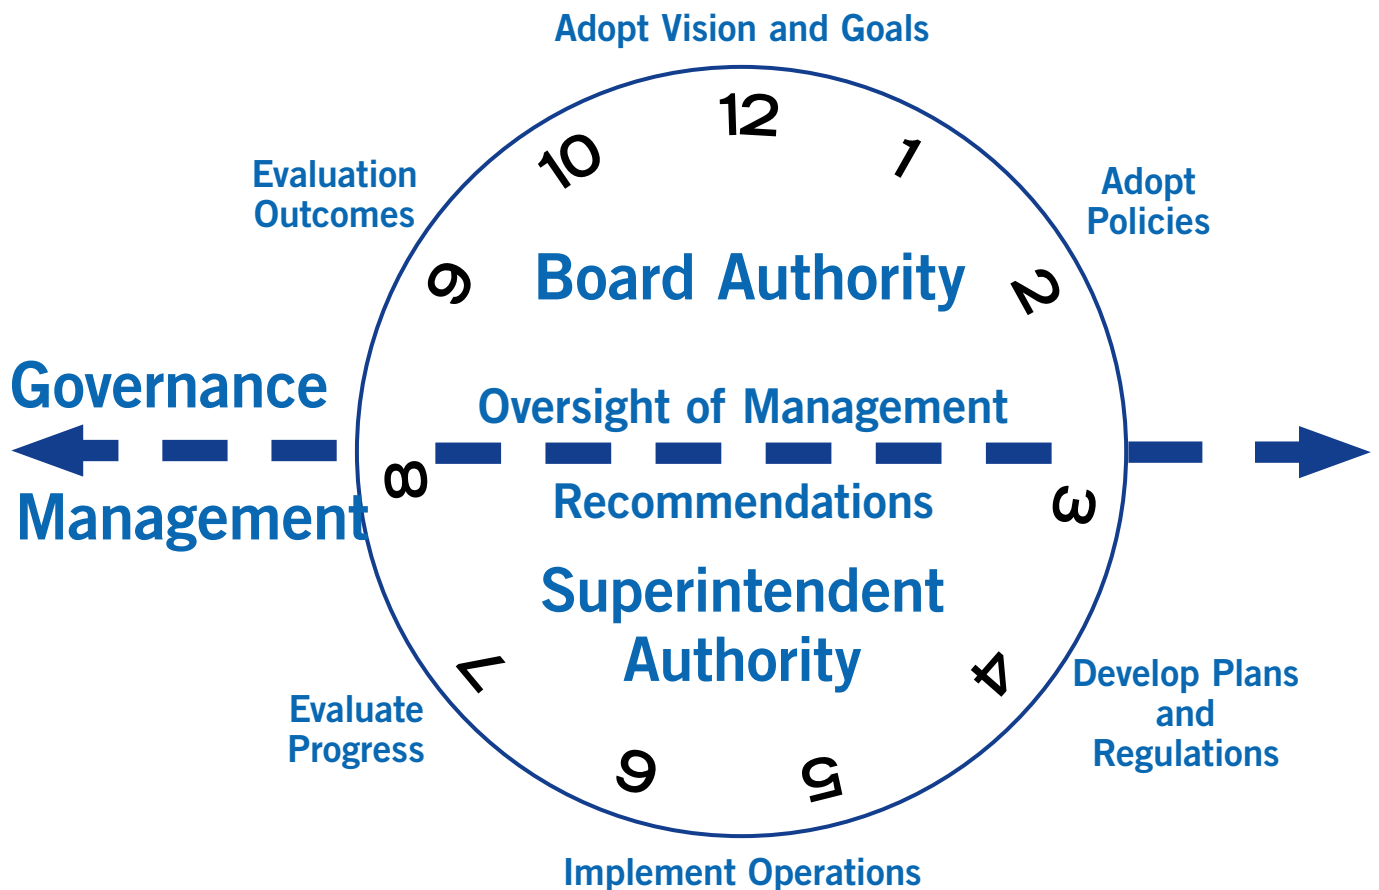 Adopt Vision and Goals
12
10
1
Evaluation
Outcomes
Adopt
Policies
Board Authority
9
2
Governance
Oversight of Management
8
Management
Recommendations
3
Superintendent
Authority
7
4
Develop Plans
and
Regulations
Evaluate
Progress
6
5
Implement Operations